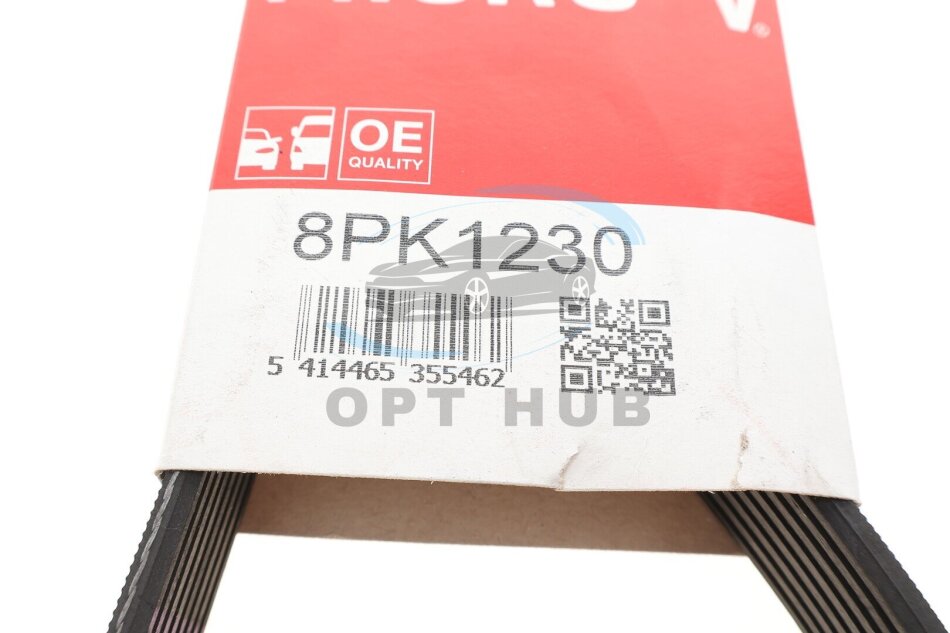 V®
OE
QUALITY
8PK1230
5 414465 355462
OPT HUB